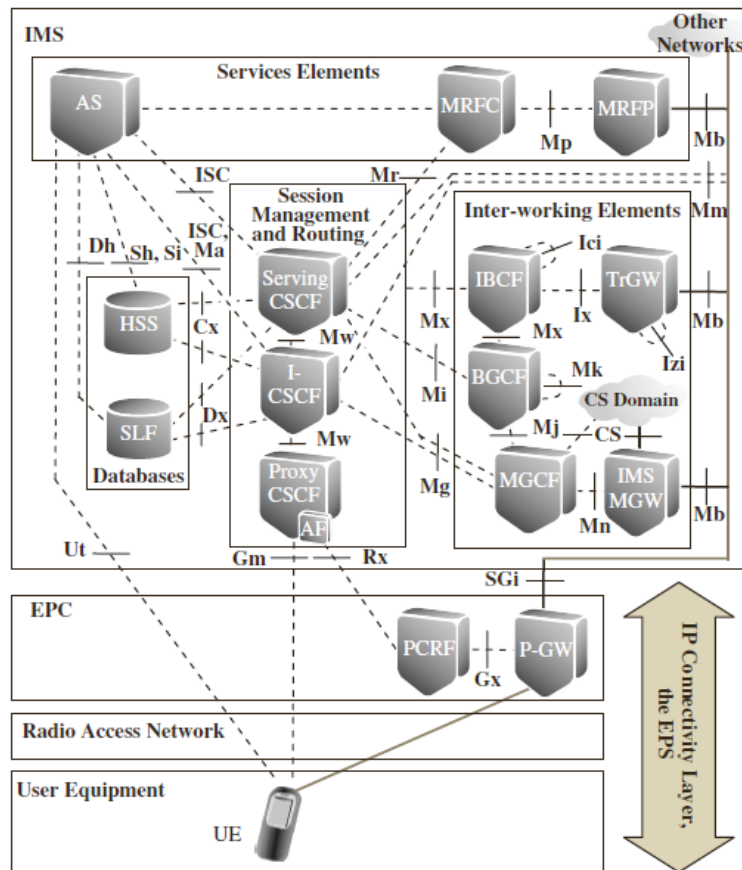 Other
Networks
IMS
Services Elements
AS
MRFC
MRFP
Mp
Mb
ISC
Mr
Mm
Session
Management
and Routing
Inter-working Elements
Dh
Sh, Si
ISC,
Ma
Serving
CSCF
Ici
IBCF
TrGW
HSS
Cx
Mx
Ix
Mb
Mw
Mx
Izi
I-
CSCF
BGCF
Mk
Mi
CS Domain
SLF
Dx
Mw
Mj
CS
Databases
Proxy
CSCF
Mg
MGCF
IMS
MGW
AF
Mn
Mb
Ut
Gm
Rx
SGi
EPC
PCRF
P-GW
Gx
IP Connectivity Layer,
the EPS
Radio Access Network
User Equipment
UE